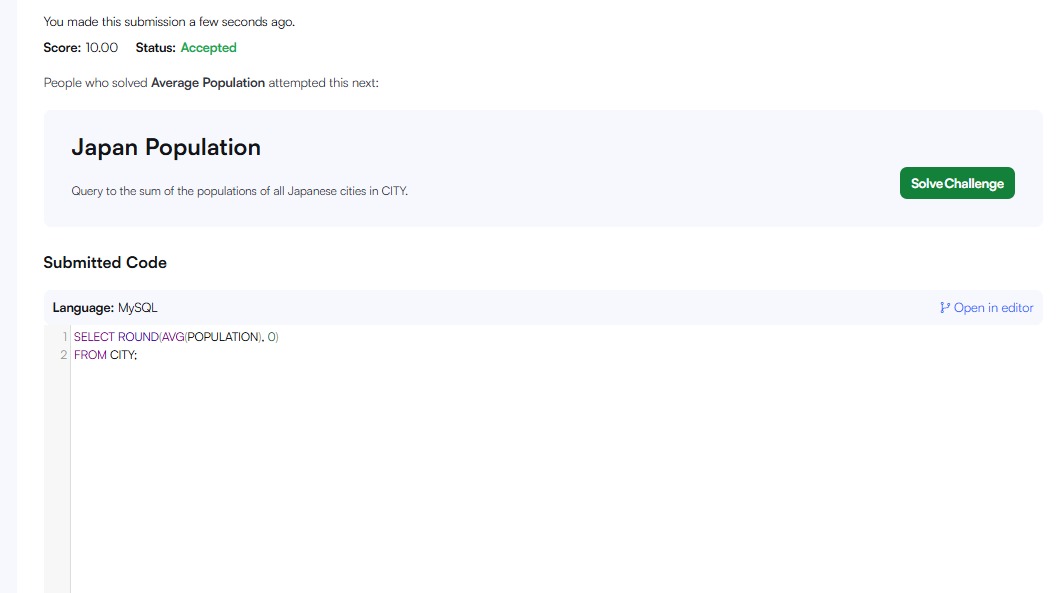 You made this submission a few seconds ago.
Score: 10.00 Status: Accepted
People who solved Average Population attempted this next:
Japan Population
Query to the sum of the populations of all Japanese cities in CITY.
Solve Challenge
Submitted Code
Language: MySQL
Open in editor
1 SELECT ROUND(AVG(POPULATION), 0)
2 FROM CITY;